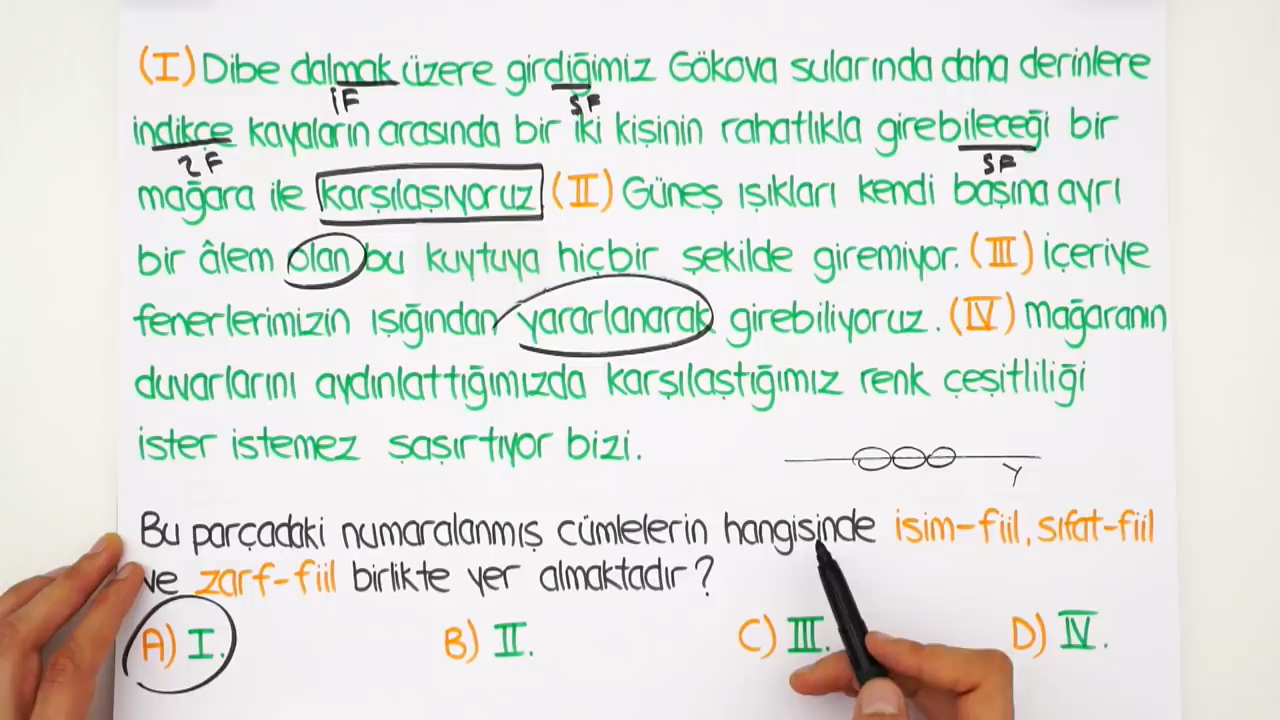 (I) Dibe dalmak üzere girdiğimiz Gökova sularında daha derinlere
İF SF
indikçe kayaların arasında bir iki kişinin rahatlıkla girebileceği bir
ZF SF
mağara ile karşılaşıyoruz (II) Güneş ışıkları kendi başına ayrı
bir âlem olan bu kuytuya hiçbir şekilde giremiyor. (III) İçeriye
fenerlerimizin ışığından yararlanarak girebiliyoruz. (IV) mağaranın
duvarlarını aydınlattığımızda karşılaştığımız renk çeşitliliği
ister istemez şaşırtıyor bizi.
Y
Bu parçadaki numaralanmış cümlelerin hangisinde isim-fiil, sıfat-fiil
ve zarf-fiil birlikte yer almaktadır?
A) I. B) II. C) III. D) IV.